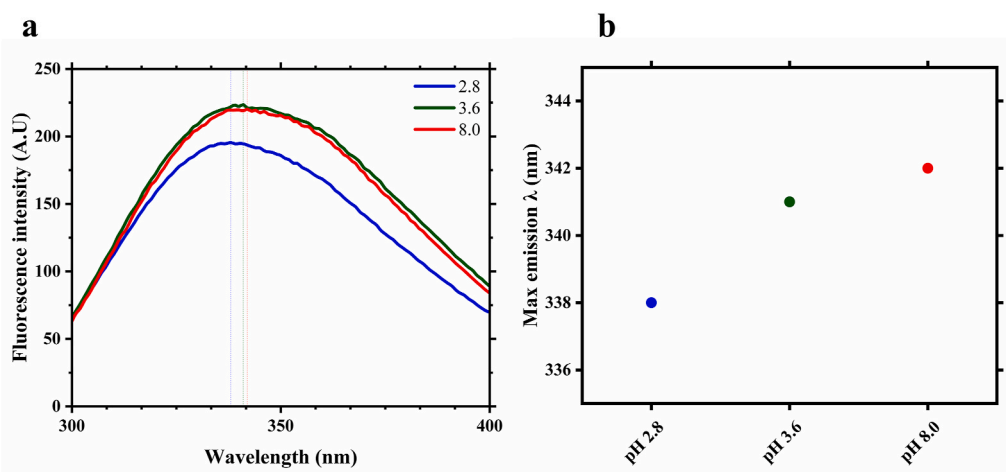 a
Fluorescence intensity (A.U)
250
200
150
100
50
0
2.8
3.6
8.0
300
350
400
Wavelength (nm)
b
Max emission λ (nm)
344
342
340
338
336
pH 2.8
pH 3.6
pH 8.0